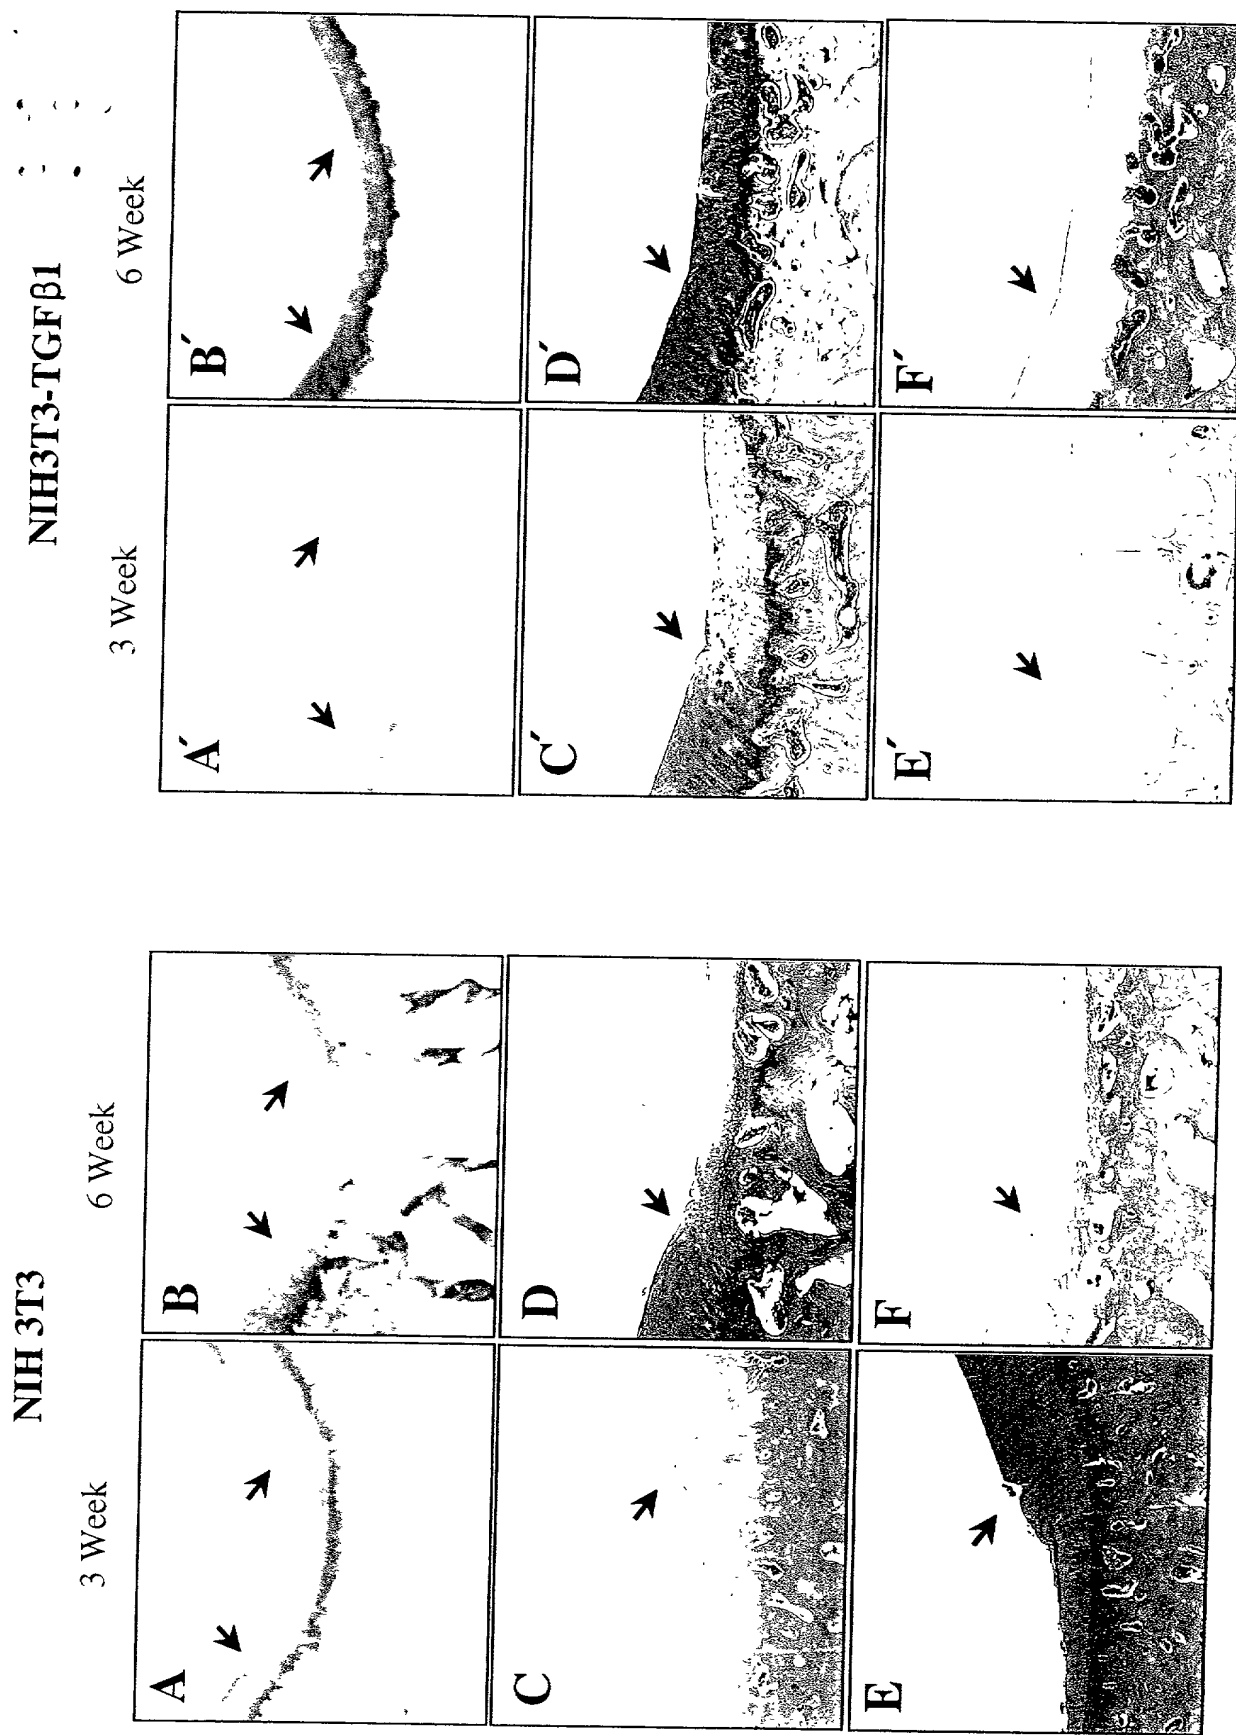 NIH 3T3
3 Week
6 Week
A
B
C
D
E
F
NIH3T3-TGFβ1
3 Week
6 Week
A′
B′
C′
D′
E′
F′